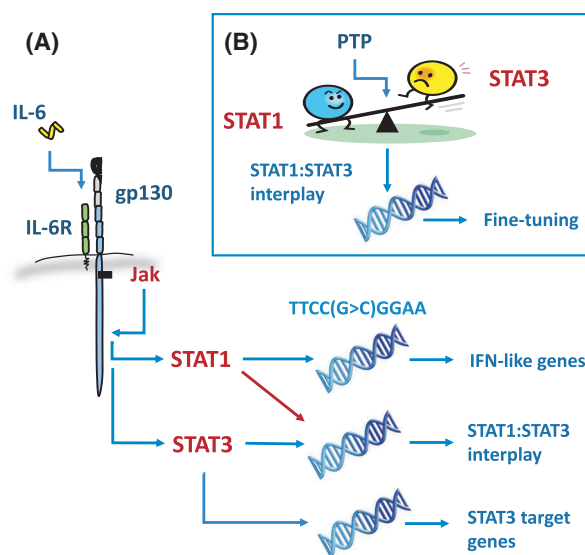 (A)
IL-6
gp130
IL-6R
Jak
(B)
PTP
STAT3
STAT1
STAT1:STAT3
interplay
Fine-tuning
TTCC(G>C)GGAA
STAT1
IFN-like genes
STAT3
STAT1:STAT3
interplay
STAT3 target
genes